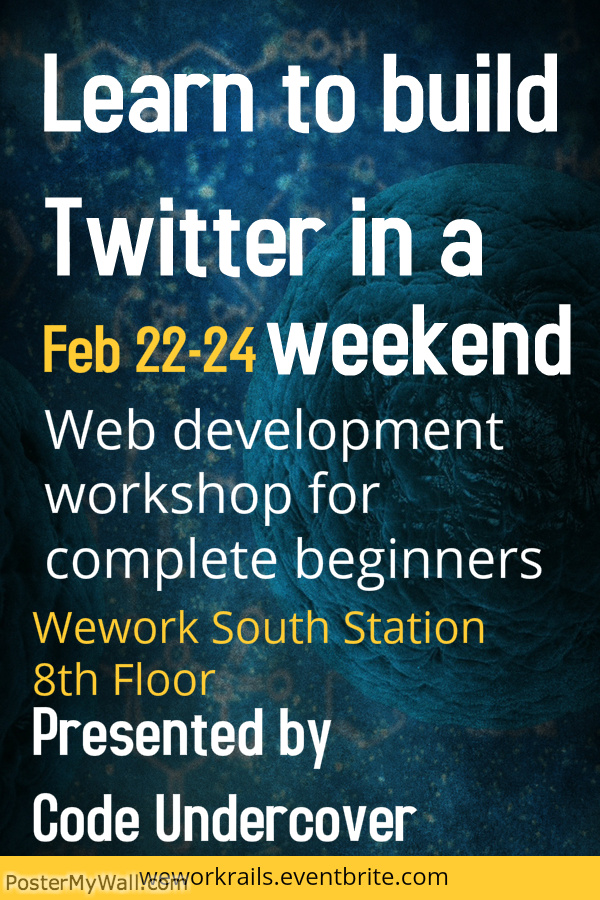 Learn to build
Twitter in a
Feb 22-24 weekend
Web development
workshop for
complete beginners
Wework South Station
8th Floor
Presented by
Code Undercover
weworkrails.eventbrite.com
PosterMyWall.com